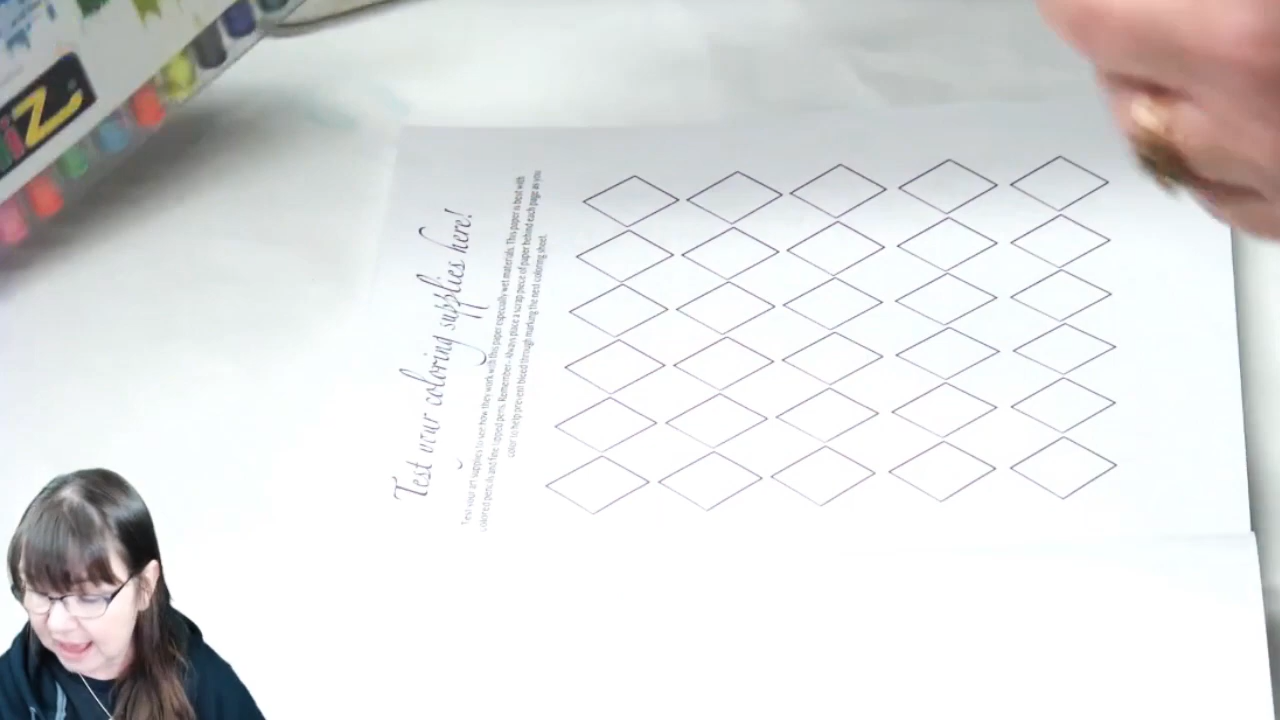 Test your coloring supplies here!
Test your art supplies to see how they work with this paper especially wet materials. This paper is best with
colored pencils and fine tipped pens. Remember - Always place a scrap piece of paper behind each page as you
color to help prevent bleed through marking the next coloring sheet.
iZ